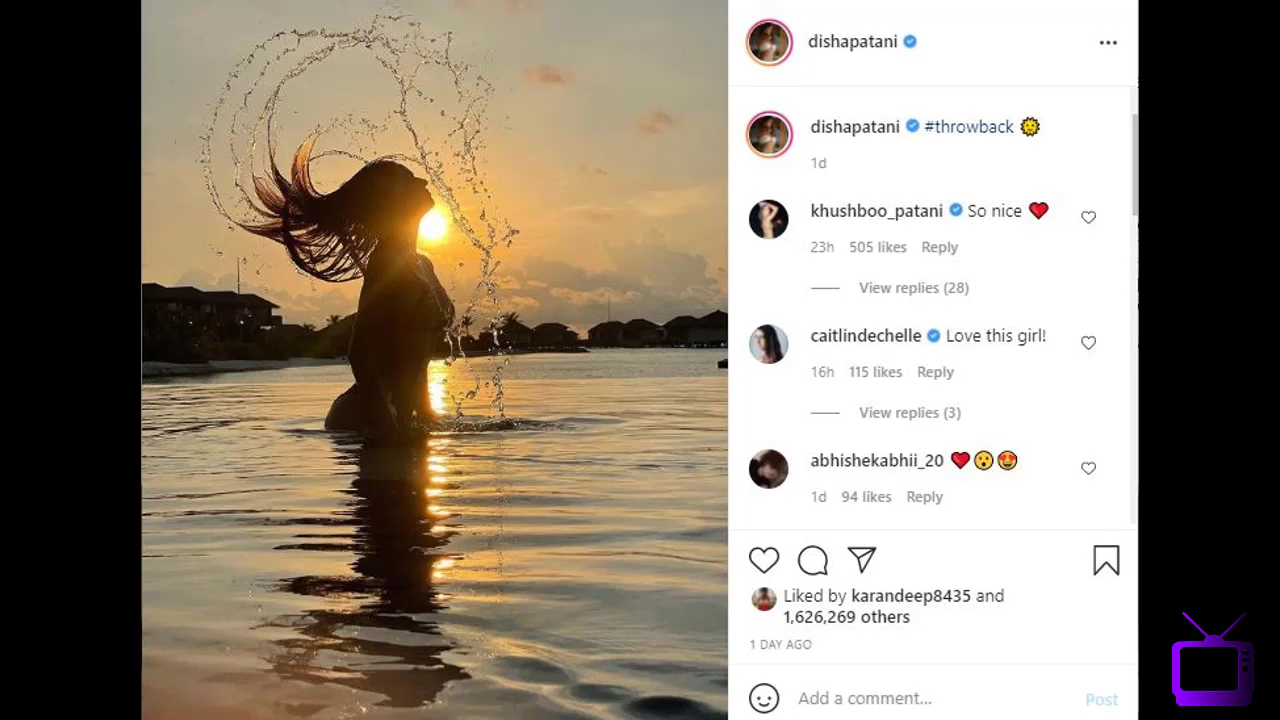 dishapatani
dishapatani #throwback 🌞
1d
khushboo_patani So nice ❤️
23h 505 likes Reply
View replies (28)
caitlindechelle Love this girl!
16h 115 likes Reply
View replies (3)
abhishekabhii_20 ❤️😮😍
1d 94 likes Reply
Liked by karandeep8435 and
1,626,269 others
1 DAY AGO
Add a comment... Post